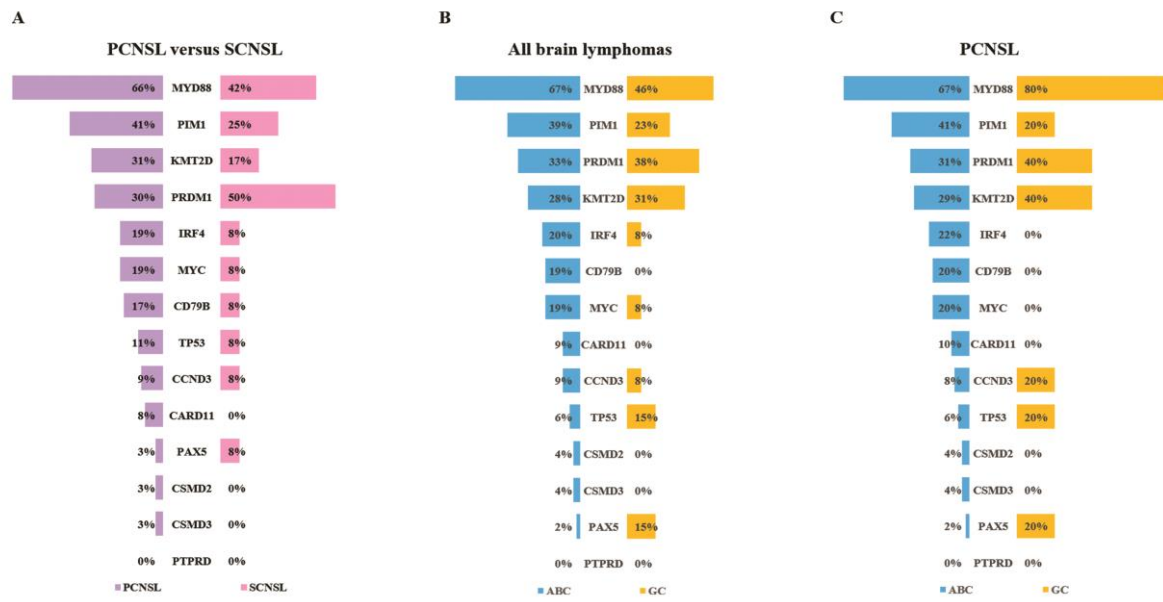 A
PCNSL versus SCNSL
66% MYD88 42%
41% PIM1 25%
31% KMT2D 17%
30% PRDM1 50%
19% IRF4 8%
19% MYC 8%
17% CD79B 8%
11% TP53 8%
9% CCND3 8%
8% CARD11 0%
3% PAX5 8%
3% CSMD2 0%
3% CSMD3 0%
0% PTPRD 0%
PCNSL SCNSL
B
All brain lymphomas
67% MYD88 46%
39% PIM1 23%
33% PRDM1 38%
28% KMT2D 31%
20% IRF4 8%
19% CD79B 0%
19% MYC 8%
9% CARD11 0%
9% CCND3 8%
6% TP53 15%
4% CSMD2 0%
4% CSMD3 0%
2% PAX5 15%
0% PTPRD 0%
ABC GC
C
PCNSL
67% MYD88 80%
41% PIM1 20%
31% PRDM1 40%
29% KMT2D 40%
22% IRF4 0%
20% CD79B 0%
20% MYC 0%
10% CARD11 0%
8% CCND3 20%
6% TP53 20%
4% CSMD2 0%
4% CSMD3 0%
2% PAX5 20%
0% PTPRD 0%
ABC GC